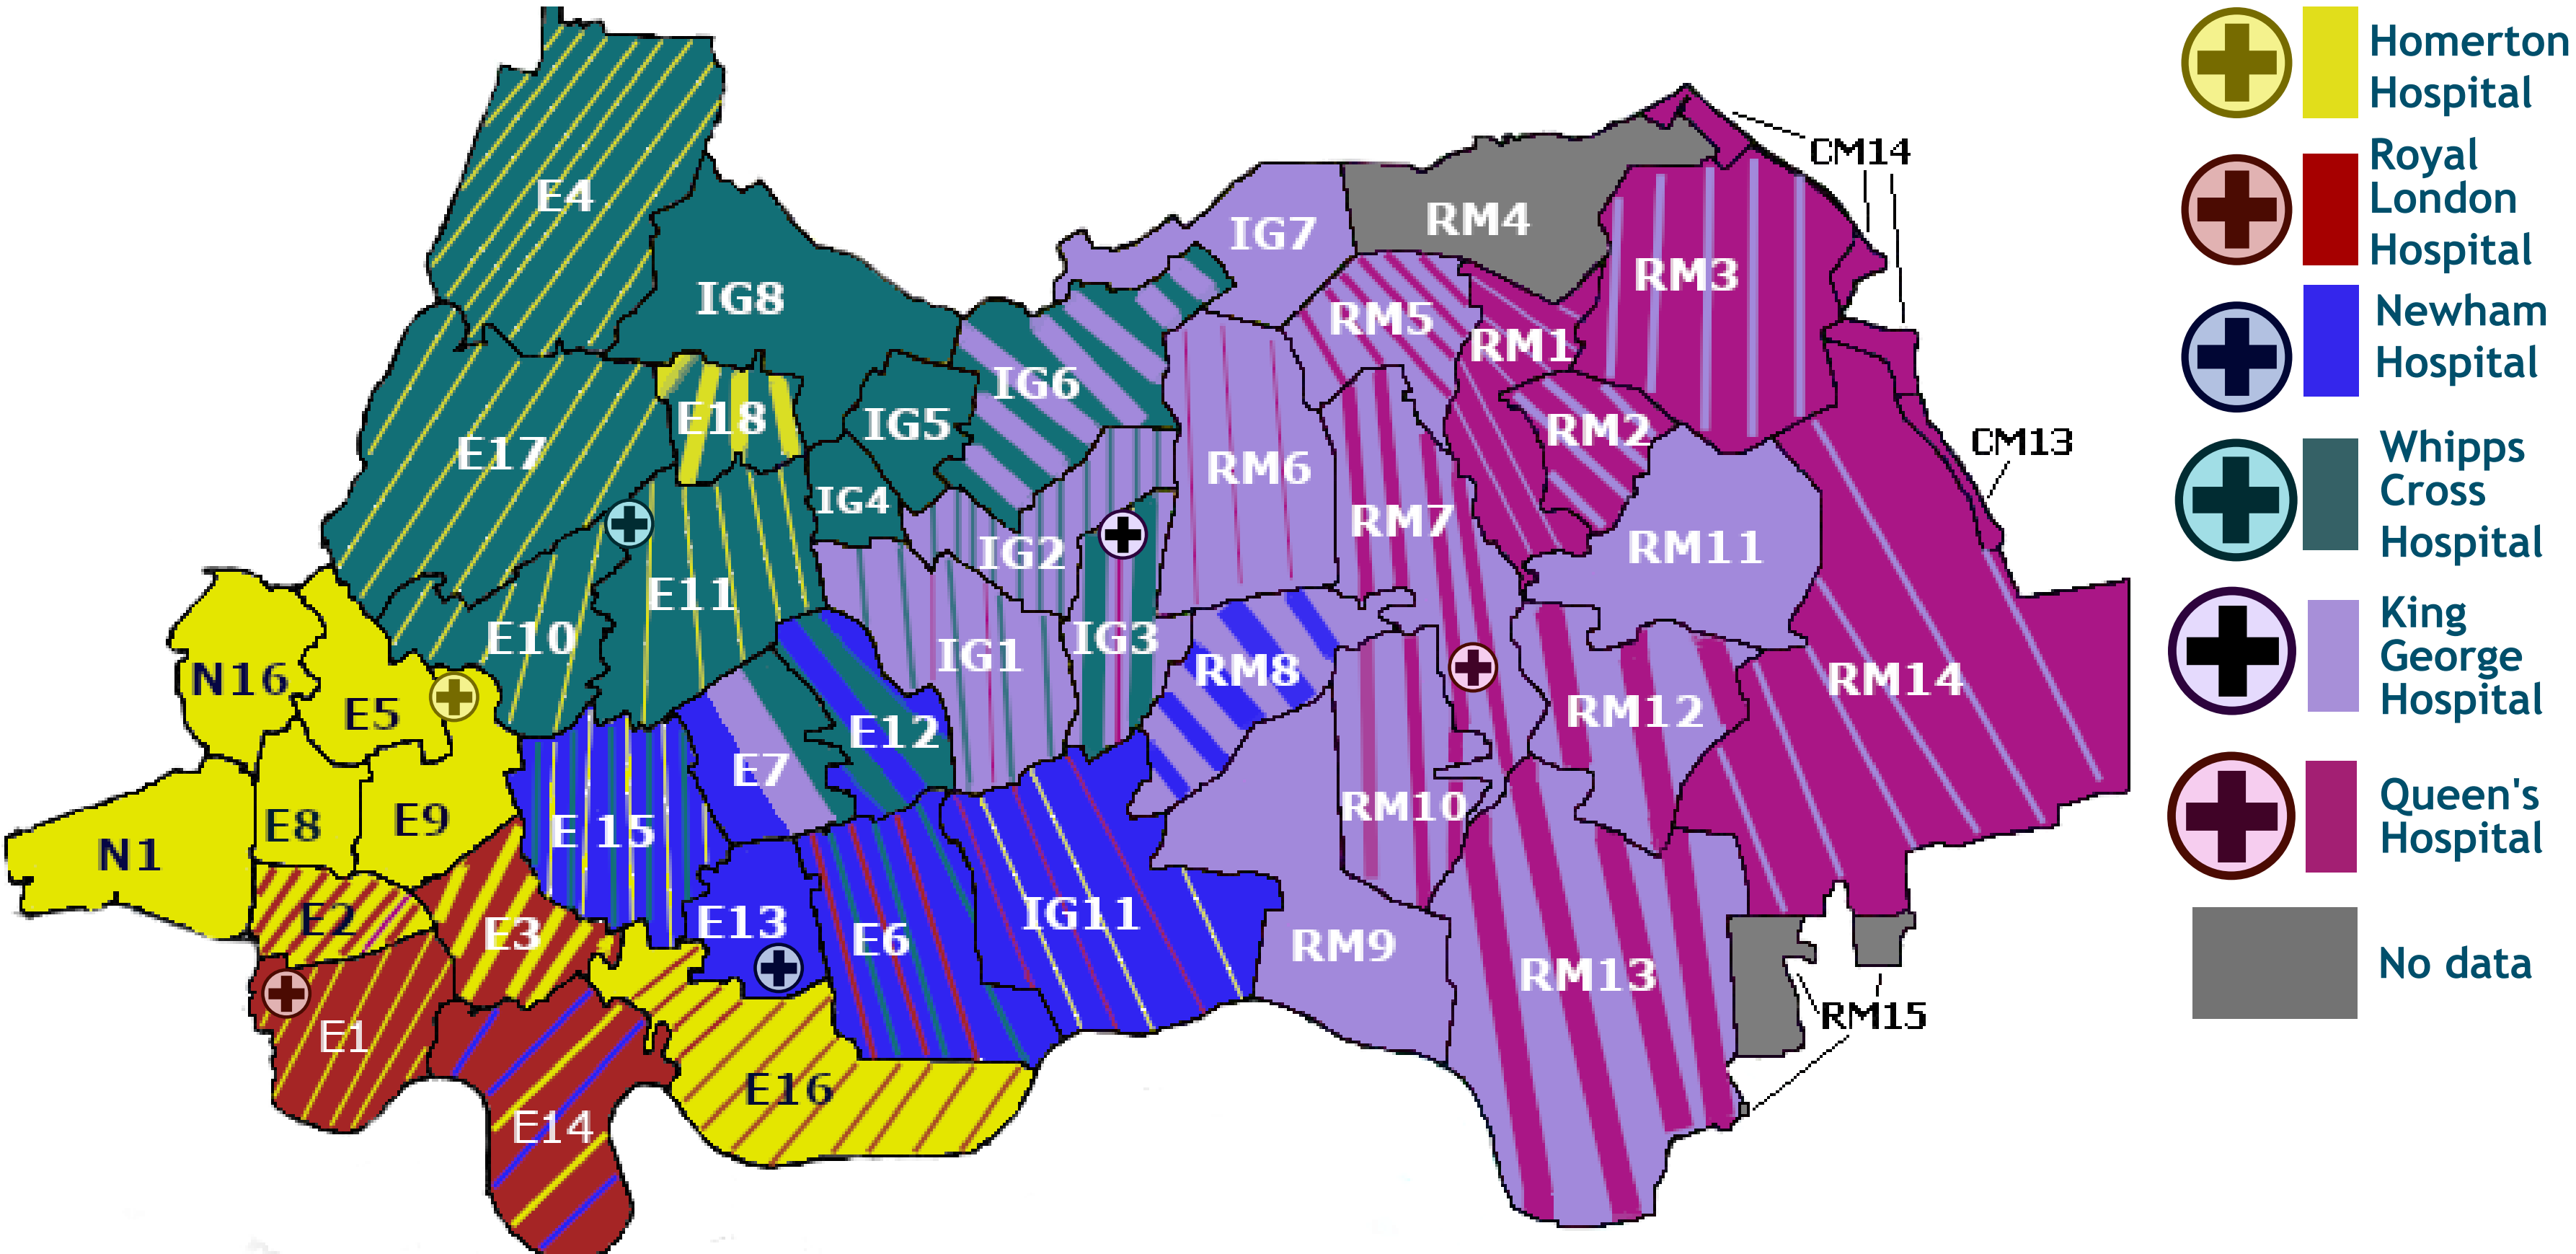 Homerton
Hospital
Royal
London
Hospital
Newham
Hospital
Whipps
Cross
Hospital
King
George
Hospital
Queen's
Hospital
No data
CM14
E4
IG7
RM4
RM3
IG8
RM5
RM1
IG6
E18
IG5
RM2
CM13
E17
RM6
IG4
RM7
IG2
RM11
E11
E10
IG3
IG1
RM8
N16
RM14
E5
RM12
E12
E7
RM10
E8
E9
E 15
N1
IG11
E2
E13
E3
E6
RM9
RM13
RM15
E1
E16
E14